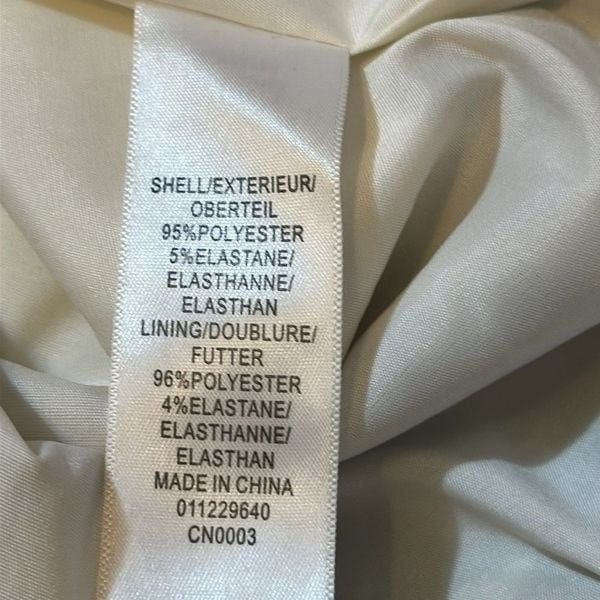 SHELL/EXTERIEUR/
OBERTEIL
95%POLYESTER
5%ELASTANE/
ELASTHANNE/
ELASTHAN
LINING/DOUBLURE/
FUTTER
96%POLYESTER
4%ELASTANE/
ELASTHANNE/
ELASTHAN
MADE IN CHINA
011229640
CN0003